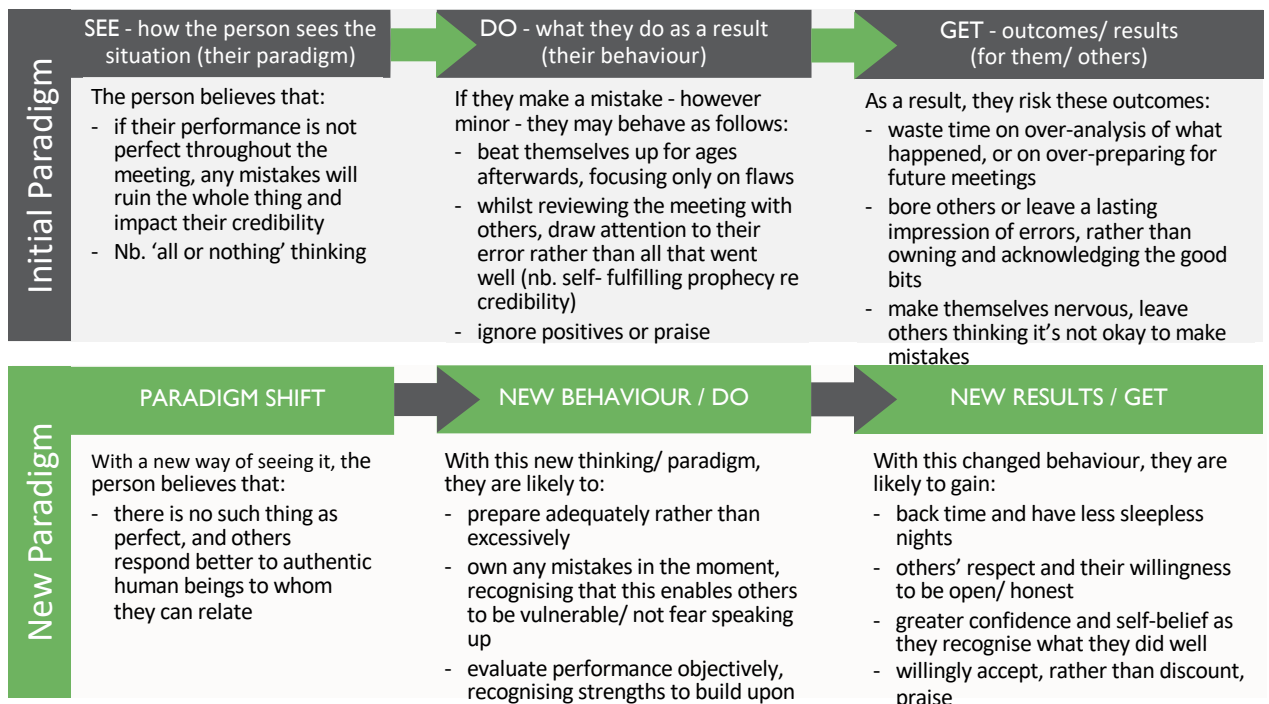 Initial Paradigm
SEE - how the person sees the
situation (their paradigm)
The person believes that:
- if their performance is not
perfect throughout the
meeting, any mistakes will
ruin the whole thing and
impact their credibility
- Nb. ‘all or nothing’ thinking
DO - what they do as a result
(their behaviour)
If they make a mistake - however
minor - they may behave as follows:
- beat themselves up for ages
afterwards, focusing only on flaws
- whilst reviewing the meeting with
others, draw attention to their
error rather than all that went
well (nb. self- fulfilling prophecy re
credibility)
- ignore positives or praise
GET - outcomes/ results
(for them/ others)
As a result, they risk these outcomes:
- waste time on over-analysis of what
happened, or on over-preparing for
future meetings
- bore others or leave a lasting
impression of errors, rather than
owning and acknowledging the good
bits
- make themselves nervous, leave
others thinking it’s not okay to make
mistakes
New Paradigm
PARADIGM SHIFT
With a new way of seeing it, the
person believes that:
- there is no such thing as
perfect, and others
respond better to authentic
human beings to whom
they can relate
NEW BEHAVIOUR / DO
With this new thinking/ paradigm,
they are likely to:
- prepare adequately rather than
excessively
- own any mistakes in the moment,
recognising that this enables others
to be vulnerable/ not fear speaking
up
- evaluate performance objectively,
recognising strengths to build upon
NEW RESULTS / GET
With this changed behaviour, they are
likely to gain:
- back time and have less sleepless
nights
- others’ respect and their willingness
to be open/ honest
- greater confidence and self-belief as
they recognise what they did well
- willingly accept, rather than discount,
praise